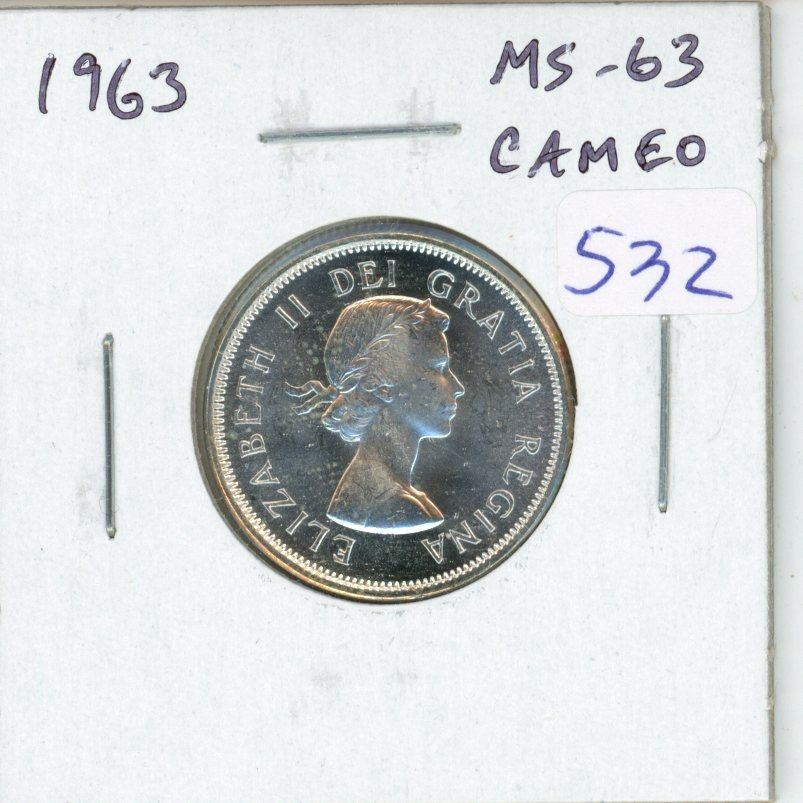 1963
MS-63
CAMEO
532
ELIZABETH II DEI GRATIA REGINA